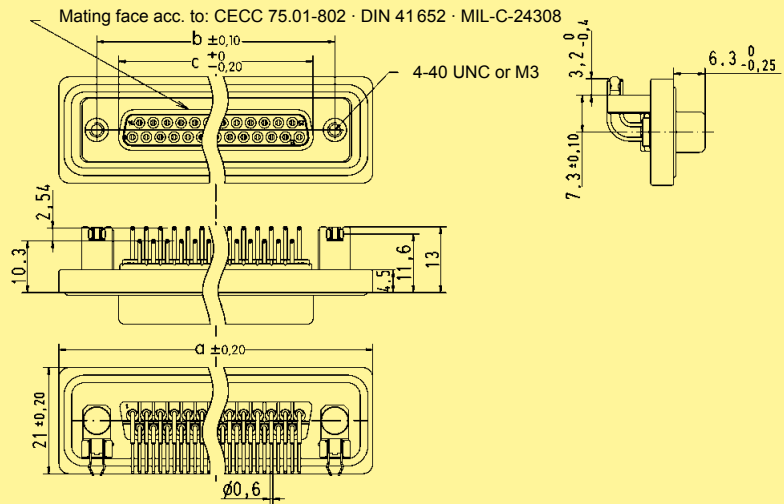 Mating face acc. to: CECC 75.01-802 · DIN 41652 · MIL-C-24308
b ±0,10
c +0 -0,20
4-40 UNC or M3
3,2 0 -0,4
6.3 0 -0,25
7.3 ±0,10
2,54
10.3
4.5
11,6
13
a ±0,20
21 ±0,20
ø0,6